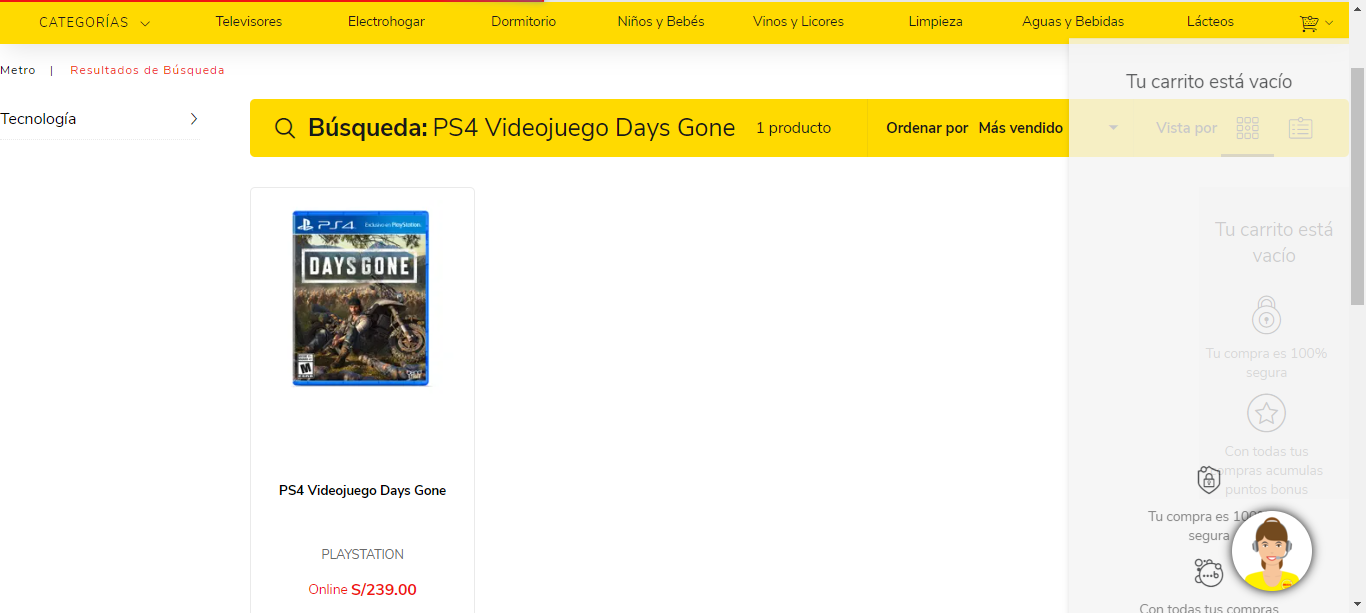 CATEGORÍAS
Televisores
Electrohogar
Dormitorio
Niños y Bebés
Vinos y Licores
Limpieza
Aguas y Bebidas
Lácteos
Metro | Resultados de Búsqueda
Tu carrito está vacío
Tecnología
Búsqueda: PS4 Videojuego Days Gone
1 producto
Ordenar por Más vendido
Vista por
PS4
Exclusivo en PlayStation
DAYS GONE
M
PS4 Videojuego Days Gone
PLAYSTATION
Online S/239.00
Tu carrito está
vacío
Tu compra es 100%
segura
Con todas tus
compras acumulas
puntos bonus
Tu compra es 100%
segura
Con todas tus compras